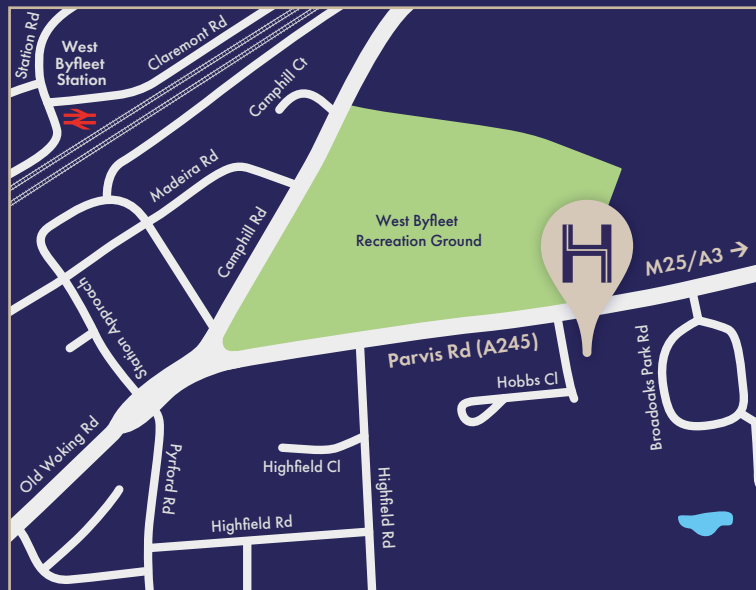 Station Rd
West
Byfleet
Station
Claremont Rd
Camphill Ct
Madeira Rd
Camphill Rd
West Byfleet
Recreation Ground
H
M25/A3 →
Station Approach
Parvis Rd (A245)
Hobbs Cl
Broadoaks Park Rd
Old Woking Rd
Pyrford Rd
Highfield Cl
Highfield Rd
Highfield Rd